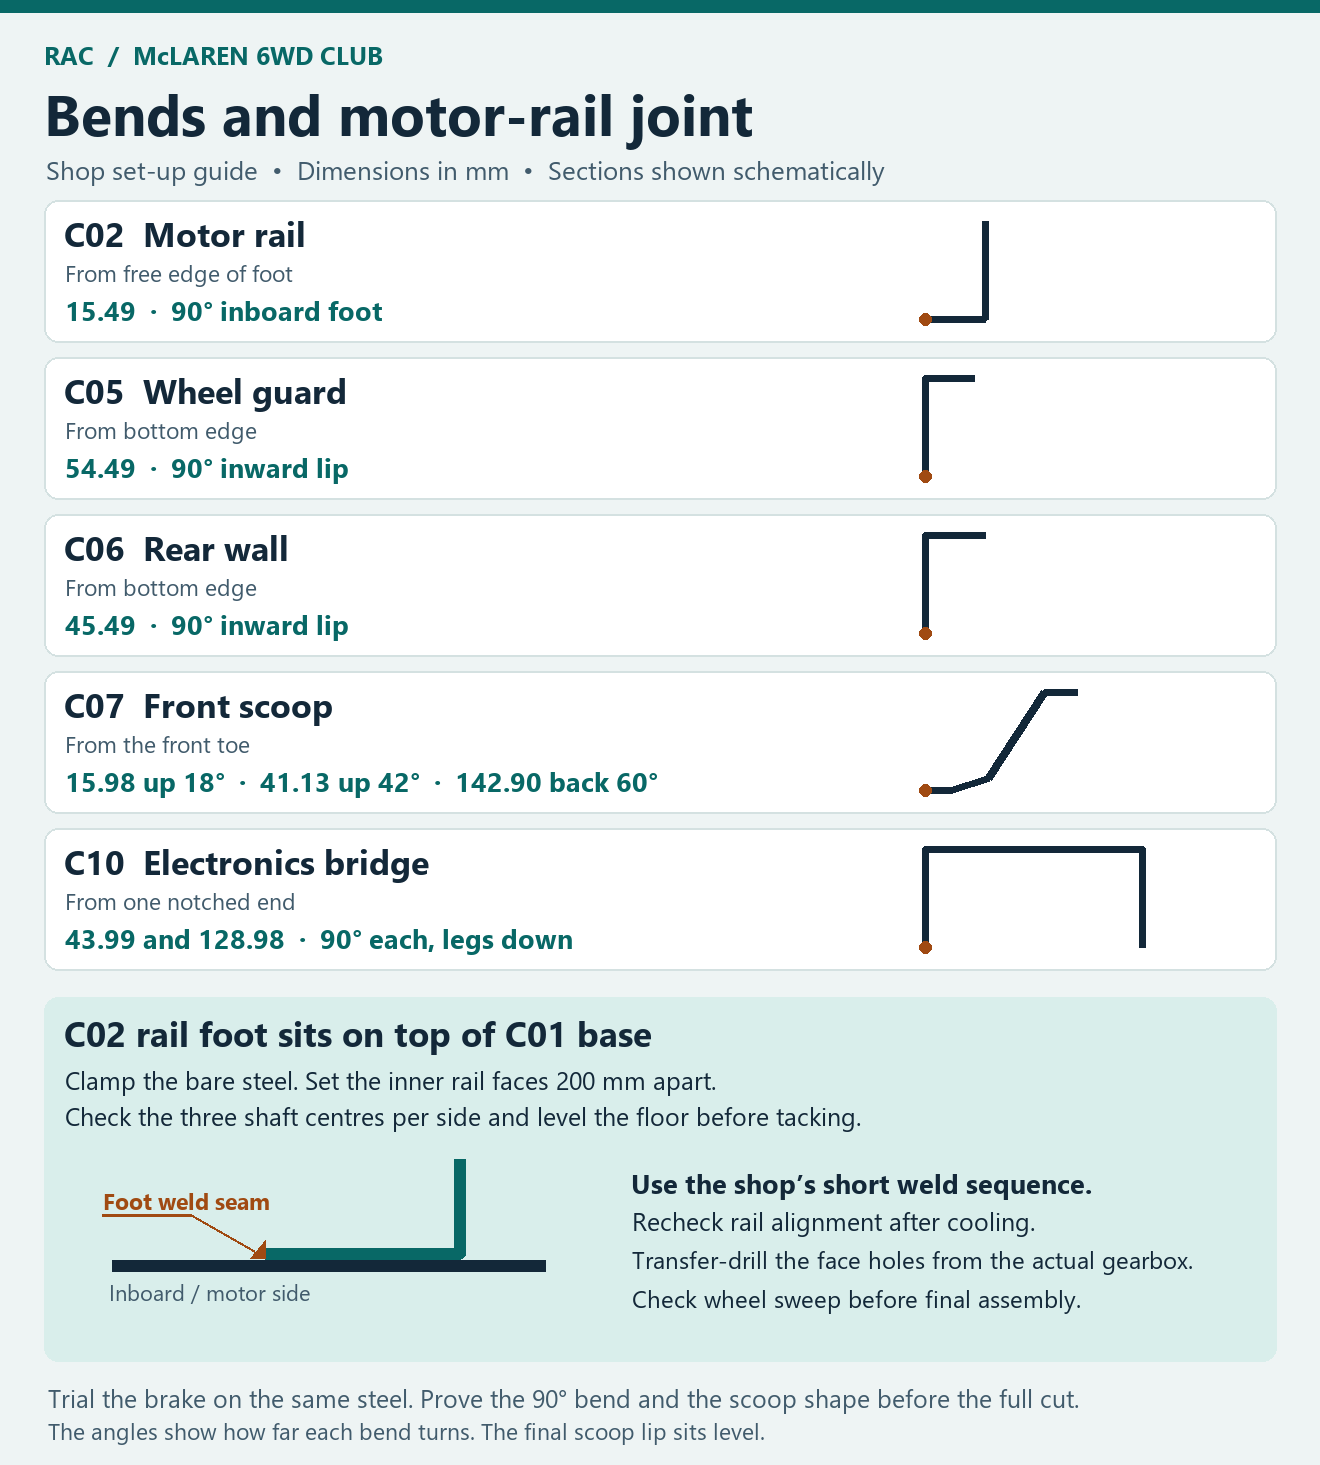 RAC / McLAREN 6WD CLUB
Bends and motor-rail joint
Shop set-up guide • Dimensions in mm • Sections shown schematically
C02 Motor rail
From free edge of foot
15.49 · 90° inboard foot
C05 Wheel guard
From bottom edge
54.49 · 90° inward lip
C06 Rear wall
From bottom edge
45.49 · 90° inward lip
C07 Front scoop
From the front toe
15.98 up 18° · 41.13 up 42° · 142.90 back 60°
C10 Electronics bridge
From one notched end
43.99 and 128.98 · 90° each, legs down
C02 rail foot sits on top of C01 base
Clamp the bare steel. Set the inner rail faces 200 mm apart.
Check the three shaft centres per side and level the floor before tacking.
Foot weld seam
Inboard / motor side
Use the shop’s short weld sequence.
Recheck rail alignment after cooling.
Transfer-drill the face holes from the actual gearbox.
Check wheel sweep before final assembly.
Trial the brake on the same steel. Prove the 90° bend and the scoop shape before the full cut.
The angles show how far each bend turns. The final scoop lip sits level.